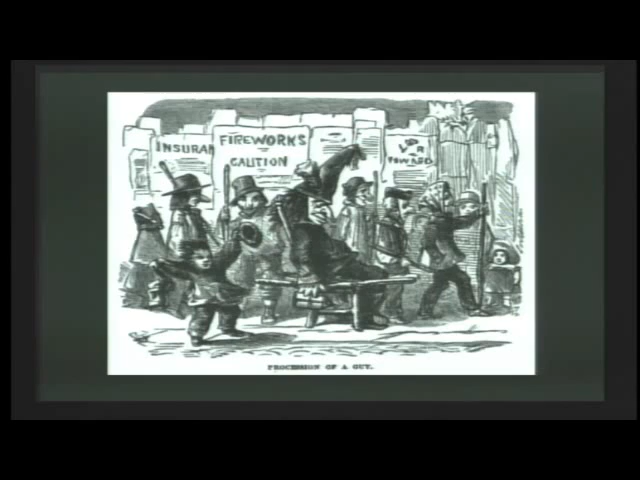 INSURAN
FIREWORKS
CAUTION
V R
PROCESSION OF A GUY.